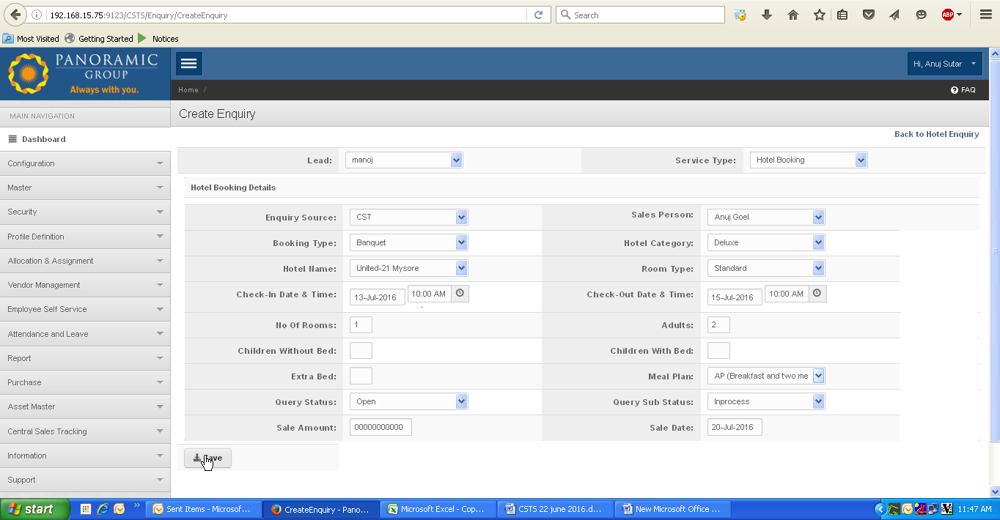 192.168.15.75:9123/CSTS/Enquiry/CreateEnquiry
Search
ABP
Most Visited Getting Started Notices
PANORAMIC
GROUP
Always with you.
Hi, Anuj Sutar
Home /
FAQ
MAIN NAVIGATION
Create Enquiry
Dashboard
Back to Hotel Enquiry
Configuration
Master
Security
Profile Definition
Allocation & Assignment
Vendor Management
Employee Self Service
Attendance and Leave
Report
Purchase
Asset Master
Central Sales Tracking
Information
Support
Lead: manoj Service Type: Hotel Booking
Hotel Booking Details
Enquiry Source: CST Sales Person: Anuj Goel
Booking Type: Banquet Hotel Category: Deluxe
Hotel Name: United-21 Mysore Room Type: Standard
Check-In Date & Time: 13-Jul-2016 10:00 AM Check-Out Date & Time: 15-Jul-2016 10:00 AM
No Of Rooms: 1 Adults: 2
Children Without Bed: Children With Bed:
Extra Bed: Meal Plan: AP (Breakfast and two me
Query Status: Open Query Sub Status: Inprocess
Sale Amount: 00000000000 Sale Date: 20-Jul-2016
Save
start Sent Items - Microsof... CreateEnquiry - Pano... Microsoft Excel - Cop... CSTS 22 june 2016.d... New Microsoft Office ... 11:47 AM